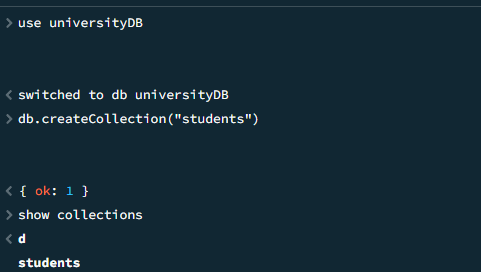 > use universityDB
< switched to db universityDB
> db.createCollection("students")
< { ok: 1 }
> show collections
< d
students